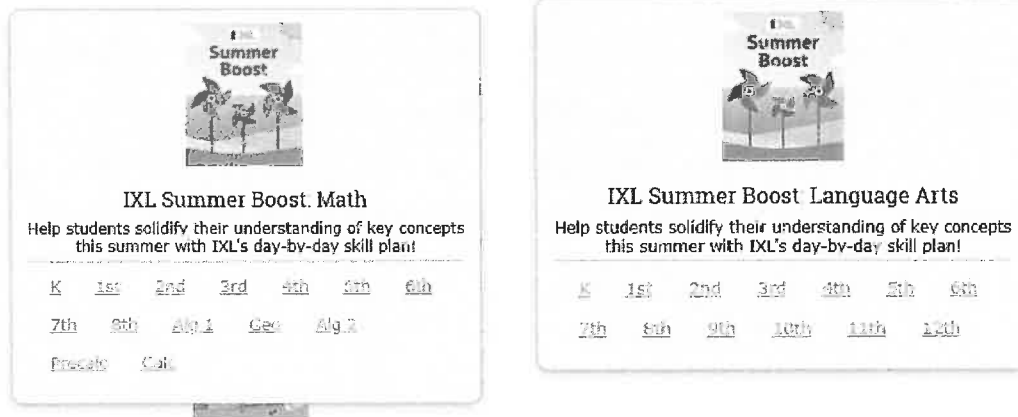 Summer
Boost
IXL Summer Boost: Math
Help students solidify their understanding of key concepts
this summer with IXL's day-by-day skill plan!
K 1st 2nd 3rd 4th 5th 6th
7th 8th Alg 1 Geo Alg 2
Precalc Calc
IXL
Summer
Boost
IXL Summer Boost: Language Arts
Help students solidify their understanding of key concepts
this summer with IXL's day-by-day skill plan!
K 1st 2nd 3rd 4th 5th 6th
7th 8th 9th 10th 11th 12th